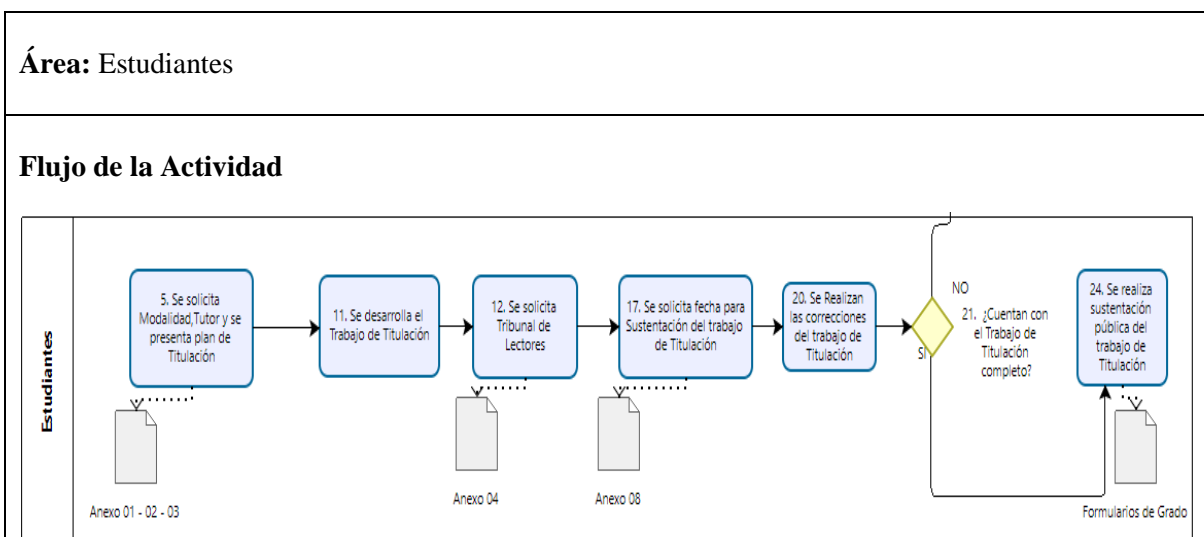 Área: Estudiantes
Flujo de la Actividad
Estudiantes
5. Se solicita
Modalidad,Tutor y se
presenta plan de
Titulación
11. Se desarrolla el
Trabajo de Titulación
12. Se solicita
Tribunal de
Lectores
17. Se solicita fecha para
Sustentación del trabajo
de Titulación
20. Se Realizan
las correcciones
del trabajo de
Titulación
NO
SI
21. ¿Cuentan con
el Trabajo de
Titulación
completo?
24. Se realiza
sustentación
pública del
trabajo de
Titulación
Anexo 01 - 02 - 03
Anexo 04
Anexo 08
Formularios de Grado